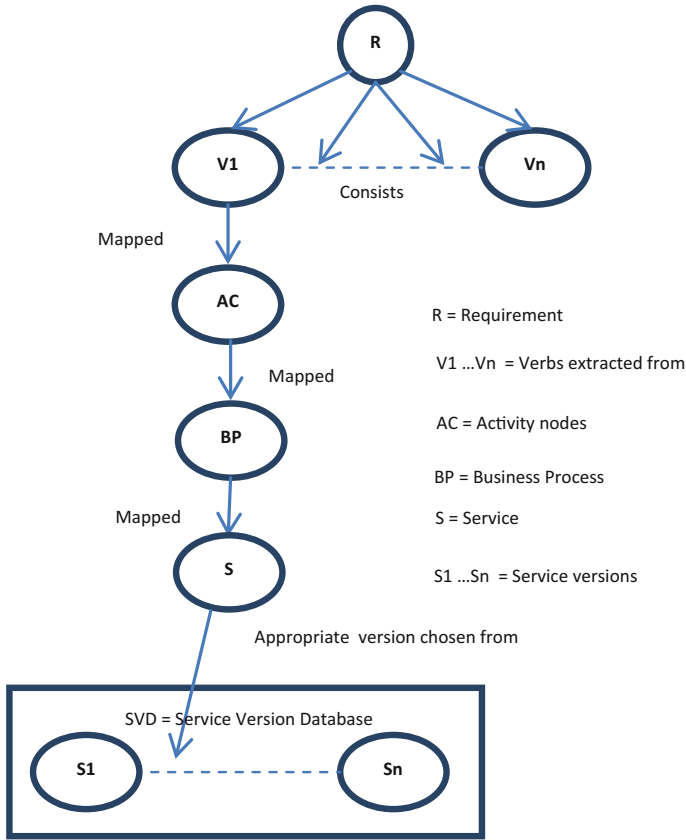 R
V1
Vn
Consists
Mapped
AC
R = Requirement
V1 ...Vn = Verbs extracted from
Mapped
AC = Activity nodes
BP
BP = Business Process
Mapped
S = Service
S
S1 ...Sn = Service versions
Appropriate version chosen from
SVD = Service Version Database
S1
Sn